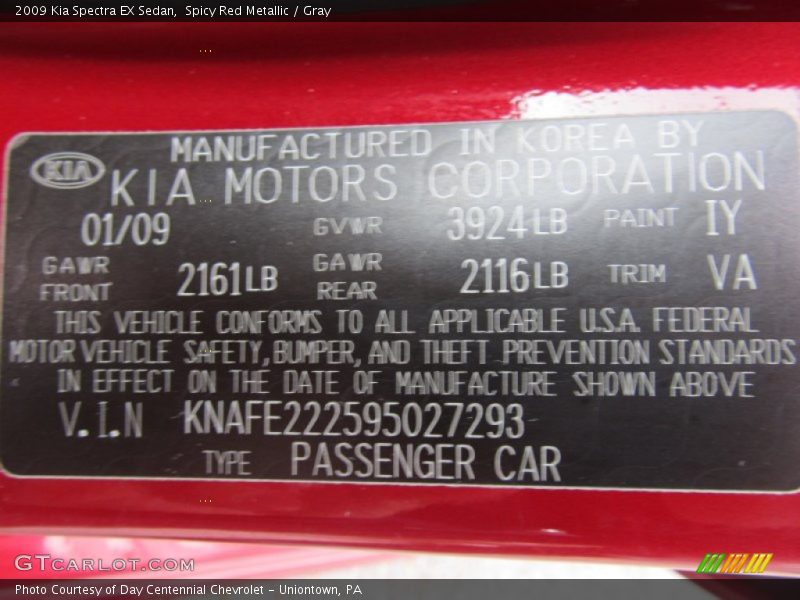 2009 Kia Spectra EX Sedan, Spicy Red Metallic / Gray
MANUFACTURED IN KOREA BY
KIA KIA MOTORS CORPORATION
01/09 GVWR 3924LB PAINT IY
GAWR FRONT 2161LB GAWR REAR 2116LB TRIM VA
THIS VEHICLE CONFORMS TO ALL APPLICABLE U.S.A. FEDERAL
MOTOR VEHICLE SAFETY, BUMPER, AND THEFT PREVENTION STANDARDS
IN EFFECT ON THE DATE OF MANUFACTURE SHOWN ABOVE
V.I.N KNAFE222595027293
TYPE PASSENGER CAR
GTCARLOT.COM
Photo Courtesy of Day Centennial Chevrolet - Uniontown, PA